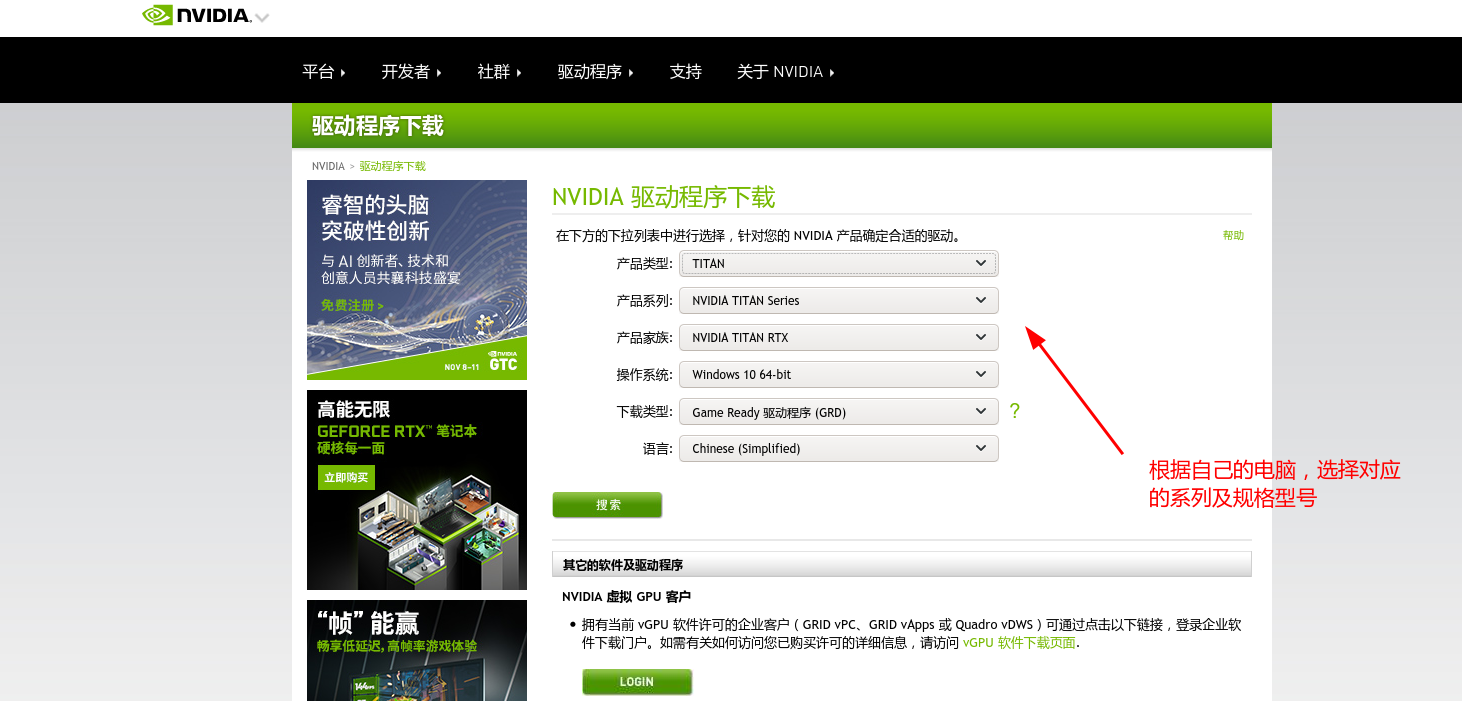 NVIDIA.
平台
开发者
社群
驱动程序
支持
关于 NVIDIA
驱动程序下载
NVIDIA > 驱动程序下载
睿智的头脑
突破性创新
与 AI 创新者、技术和
创意人员共襄科技盛宴
免费注册 >
NVIDIA
NOV 8-11 GTC
高能无限
GEFORCE RTX™ 笔记本
硬核每一面
立即购买
“帧” 能赢
畅享低延迟, 高帧率游戏体验
NVIDIA 驱动程序下载
在下方的下拉列表中进行选择，针对您的 NVIDIA 产品确定合适的驱动。
帮助
产品类型: TITAN
产品系列: NVIDIA TITAN Series
产品家族: NVIDIA TITAN RTX
操作系统: Windows 10 64-bit
下载类型: Game Ready 驱动程序 (GRD) ?
语言: Chinese (Simplified)
根据自己的电脑，选择对应
的系列及规格型号
搜索
其它的软件及驱动程序
NVIDIA 虚拟 GPU 客户
• 拥有当前 vGPU 软件许可的企业客户（GRID vPC、GRID vApps 或 Quadro vDWS）可通过点击以下链接，登录企业软
件下载门户。如需有关如何访问您已购买许可的详细信息，请访问 vGPU 软件下载页面.
LOGIN